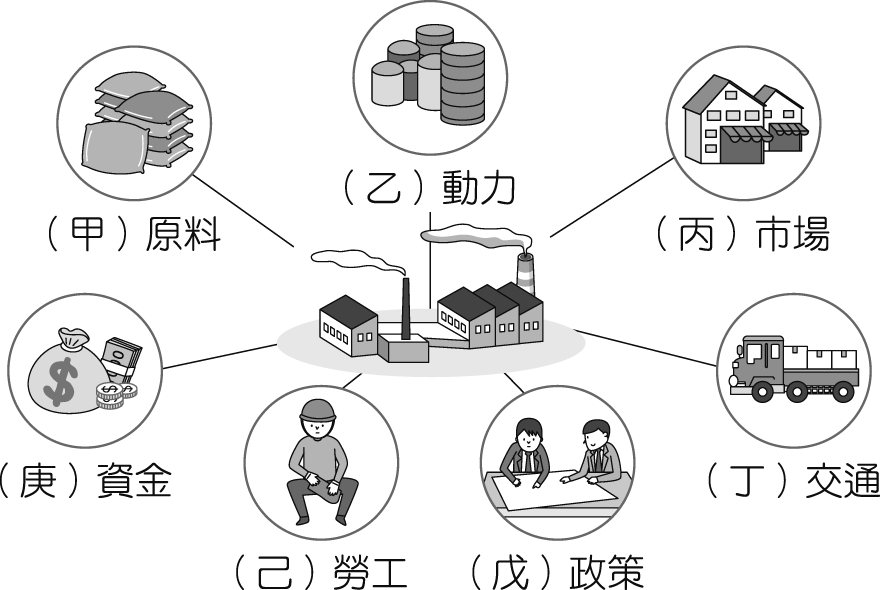 （乙）動力
（甲）原料
（丙）市場
（庚）資金
（丁）交通
（己）勞工
（戊）政策